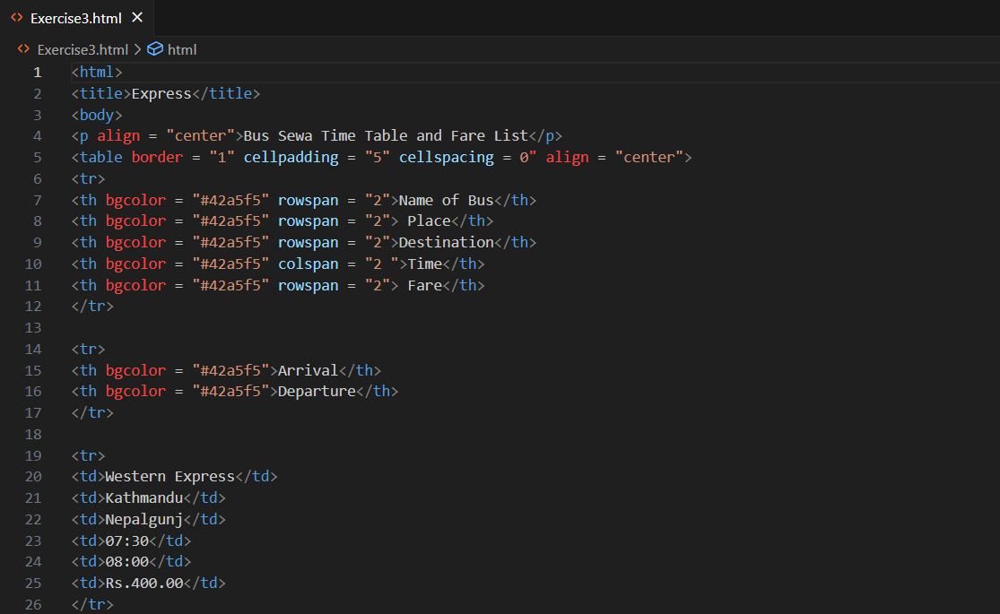 Exercise3.html
Exercise3.html > html
1 <html>
2 <title>Express</title>
3 <body>
4 <p align = "center">Bus Sewa Time Table and Fare List</p>
5 <table border = "1" cellpadding = "5" cellspacing = 0" align = "center">
6 <tr>
7 <th bgcolor = "#42a5f5" rowspan = "2">Name of Bus</th>
8 <th bgcolor = "#42a5f5" rowspan = "2"> Place</th>
9 <th bgcolor = "#42a5f5" rowspan = "2">Destination</th>
10 <th bgcolor = "#42a5f5" colspan = "2 ">Time</th>
11 <th bgcolor = "#42a5f5" rowspan = "2"> Fare</th>
12 </tr>
13
14 <tr>
15 <th bgcolor = "#42a5f5">Arrival</th>
16 <th bgcolor = "#42a5f5">Departure</th>
17 </tr>
18
19 <tr>
20 <td>Western Express</td>
21 <td>Kathmandu</td>
22 <td>Nepalgunj</td>
23 <td>07:30</td>
24 <td>08:00</td>
25 <td>Rs.400.00</td>
26 </tr>